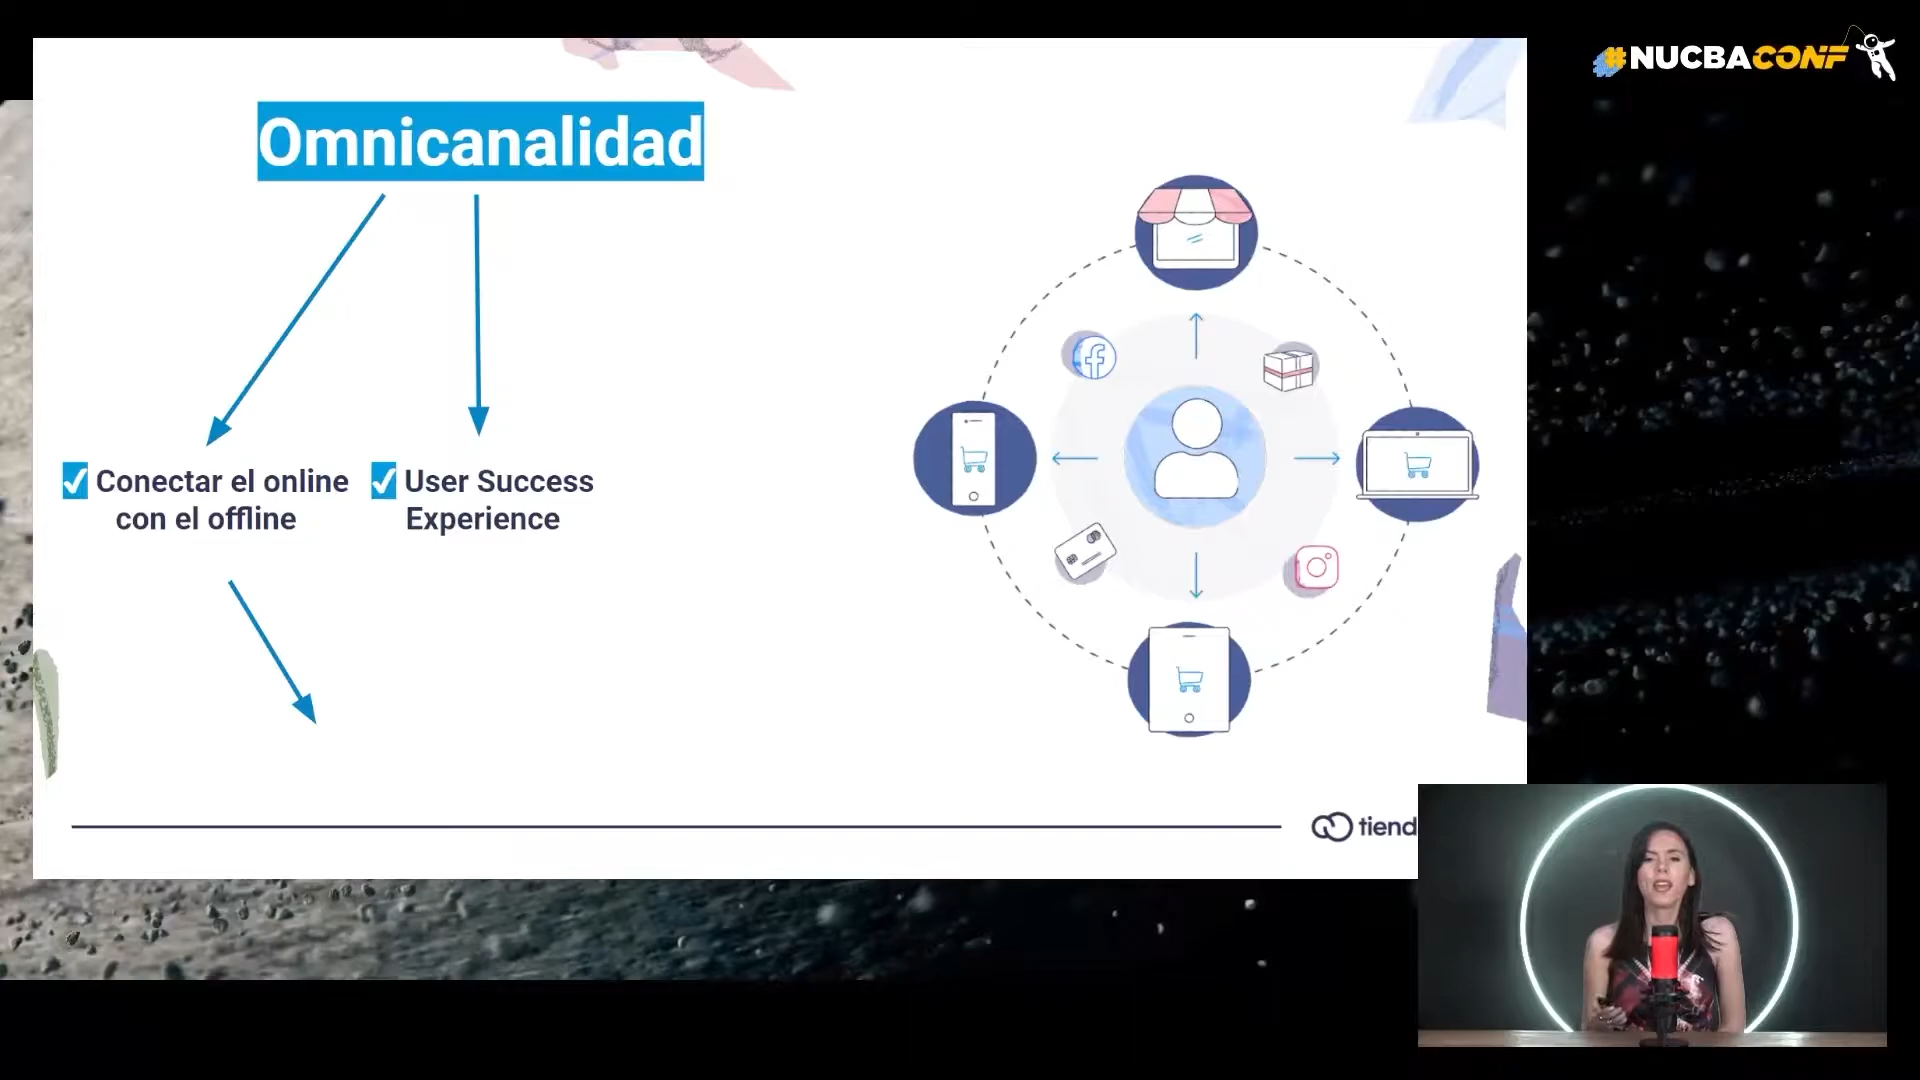 #NUCBACONF
Omnicanalidad
Conectar el online
con el offline
User Success
Experience
tiend